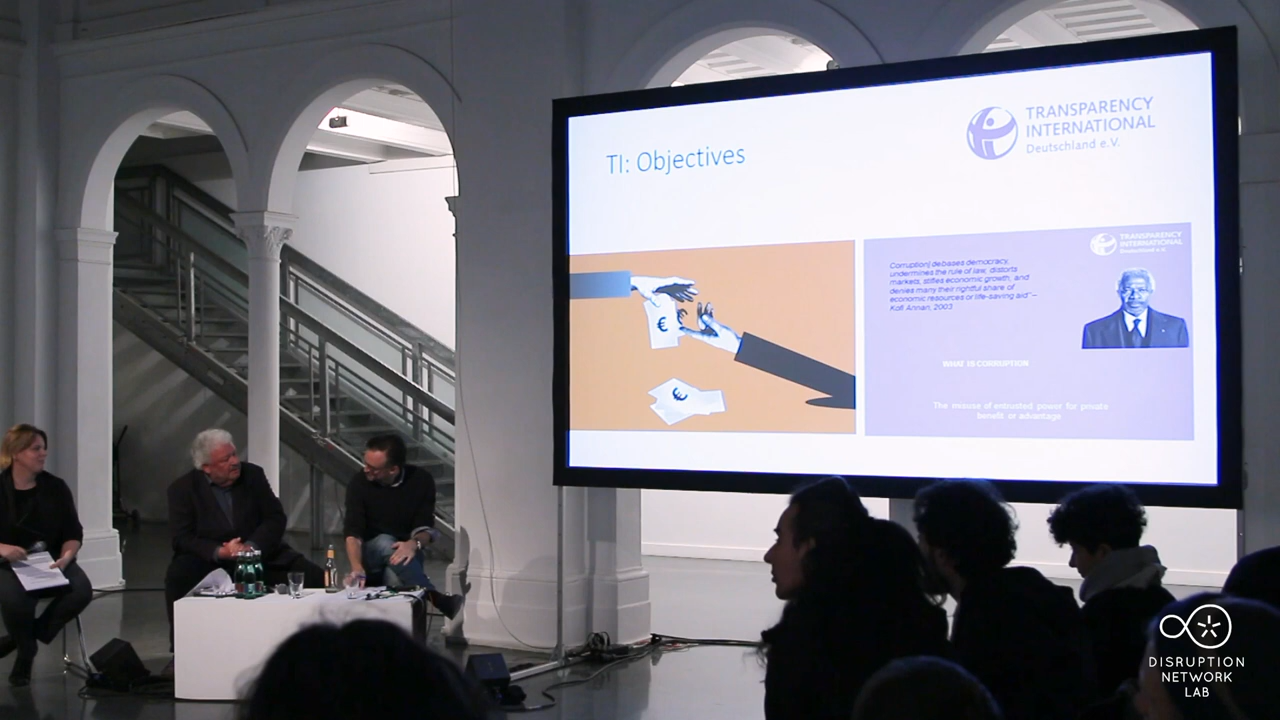 TI: Objectives
TRANSPARENCY
INTERNATIONAL
Deutschland e.V.
€
€
Corruption] debases democracy,
undermines the rule of law, distorts
markets, stifles economic growth, and
denies many their rightful share of
economic resources or life-saving aid" –
Kofi Annan, 2003
TRANSPARENCY
INTERNATIONAL
Deutschland e.V.
WHAT IS CORRUPTION
The misuse of entrusted power for private
benefit or advantage
DISRUPTION
NETWORK
LAB